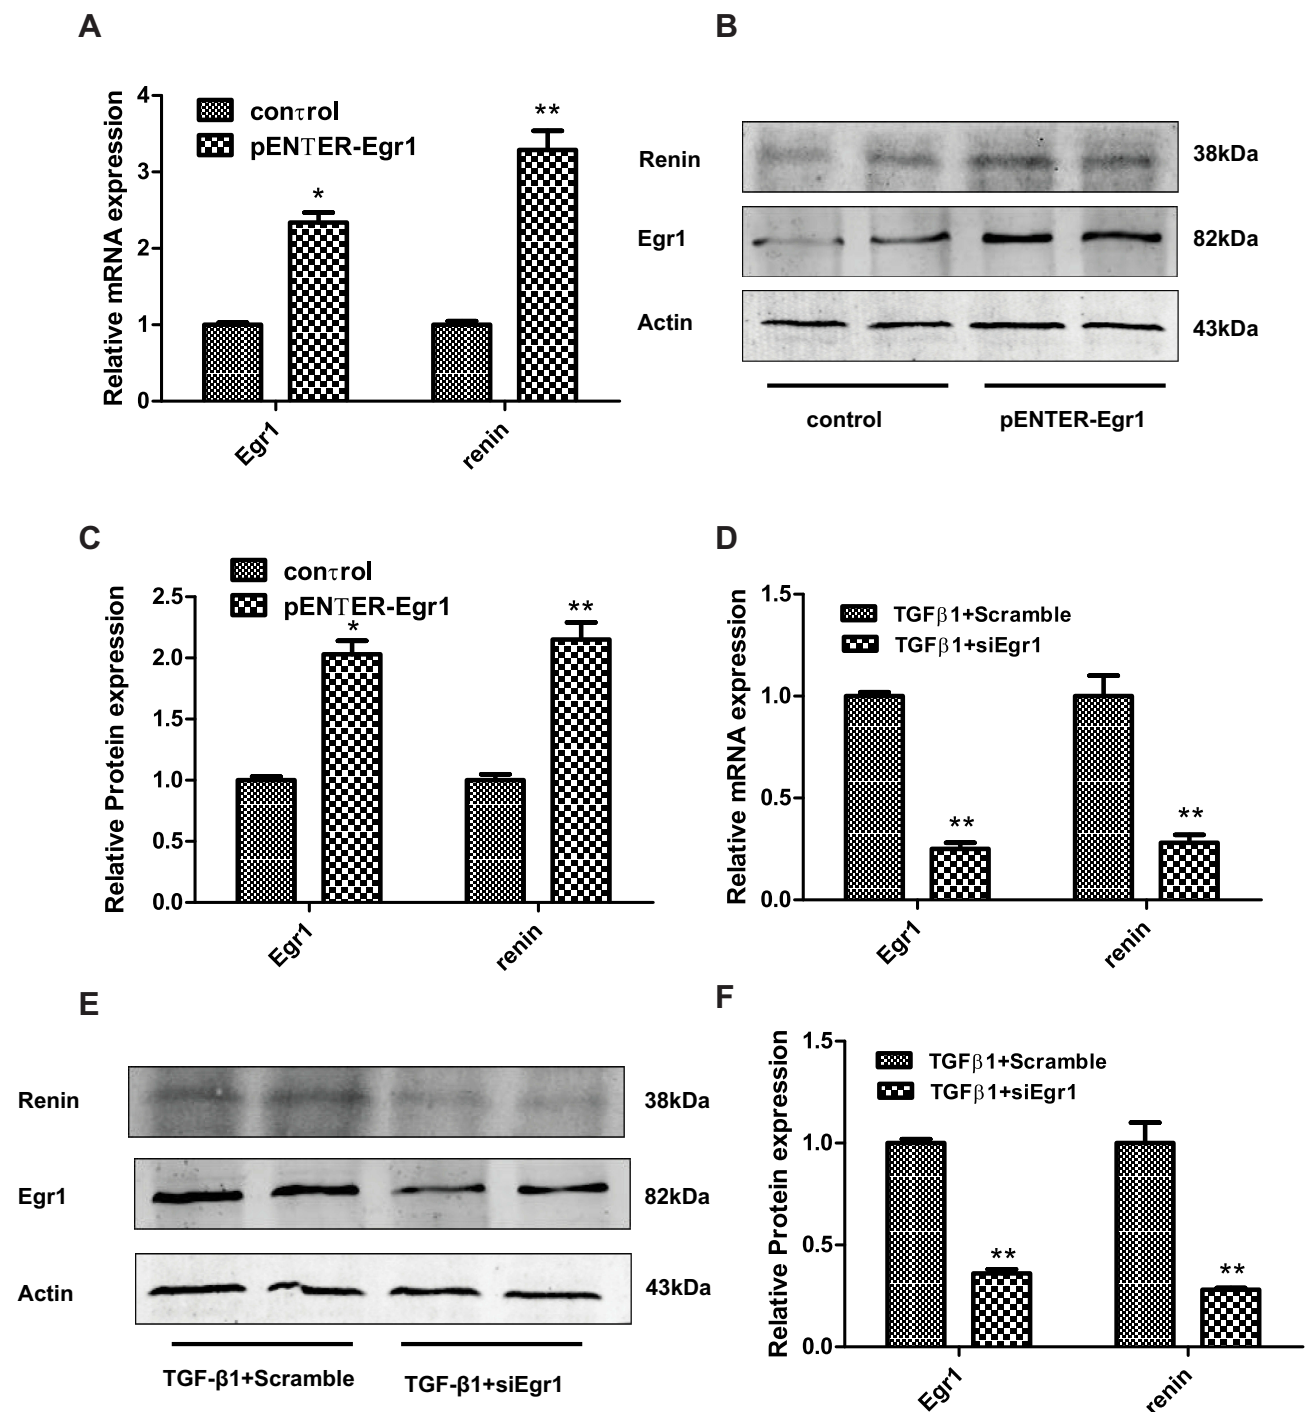 A
4
3
2
1
0
Relative mRNA expression
conτrol
pENTER-Egr1
*
**
Egr1
renin
B
Renin
38kDa
Egr1
82kDa
Actin
43kDa
control
pENTER-Egr1
C
2.5
2.0
1.5
1.0
0.5
0.0
Relative Protein expression
conτrol
pENTER-Egr1
*
**
Egr1
renin
D
1.5
1.0
0.5
0.0
Relative mRNA expression
TGFβ1+Scramble
TGFβ1+siEgr1
**
**
Egr1
renin
E
Renin
38kDa
Egr1
82kDa
Actin
43kDa
TGF-β1+Scramble
TGF-β1+siEgr1
F
1.5
1.0
0.5
0.0
Relative Protein expression
TGFβ1+Scramble
TGFβ1+siEgr1
**
**
Egr1
renin